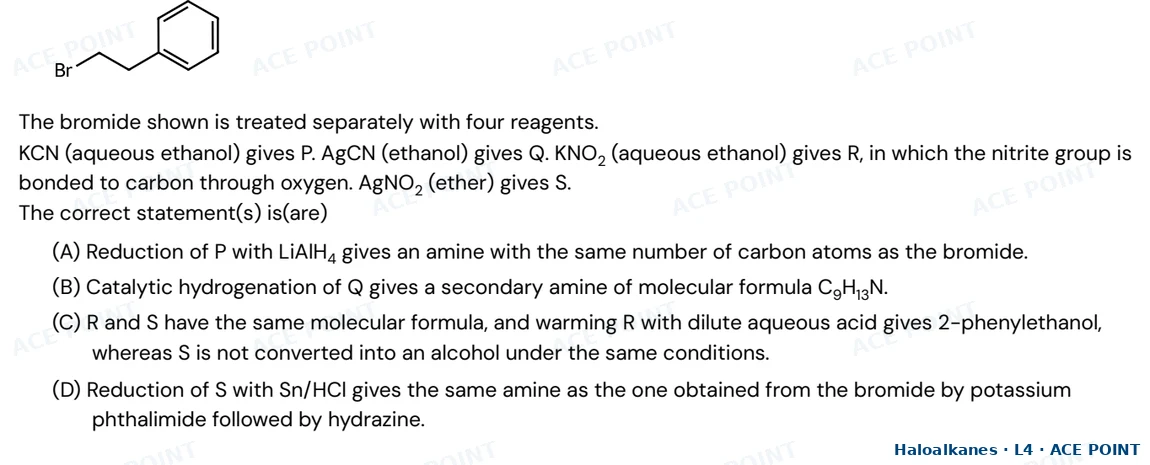 Br
The bromide shown is treated separately with four reagents.
KCN (aqueous ethanol) gives P. AgCN (ethanol) gives Q. KNO₂ (aqueous ethanol) gives R, in which the nitrite group is
bonded to carbon through oxygen. AgNO₂ (ether) gives S.
The correct statement(s) is(are)
(A) Reduction of P with LiAlH₄ gives an amine with the same number of carbon atoms as the bromide.
(B) Catalytic hydrogenation of Q gives a secondary amine of molecular formula C₉H₁₃N.
(C) R and S have the same molecular formula, and warming R with dilute aqueous acid gives 2-phenylethanol,
whereas S is not converted into an alcohol under the same conditions.
(D) Reduction of S with Sn/HCl gives the same amine as the one obtained from the bromide by potassium
phthalimide followed by hydrazine.
Haloalkanes · L4 · ACE POINT